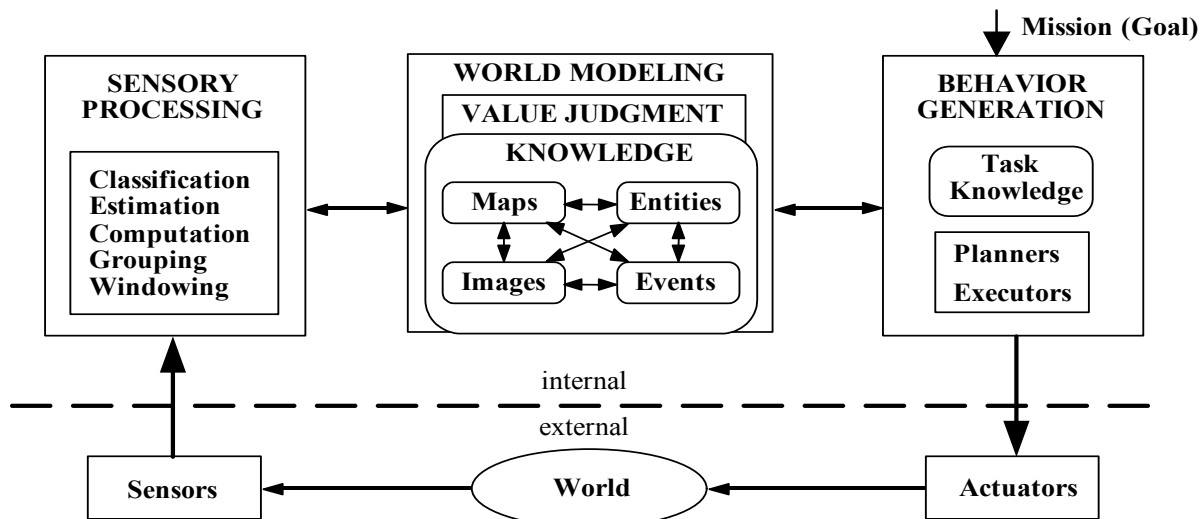 Mission (Goal)
SENSORY
PROCESSING
Classification
Estimation
Computation
Grouping
Windowing
WORLD MODELING
VALUE JUDGMENT
KNOWLEDGE
Maps
Entities
Images
Events
BEHAVIOR
GENERATION
Task
Knowledge
Planners
Executors
internal
external
Sensors
World
Actuators